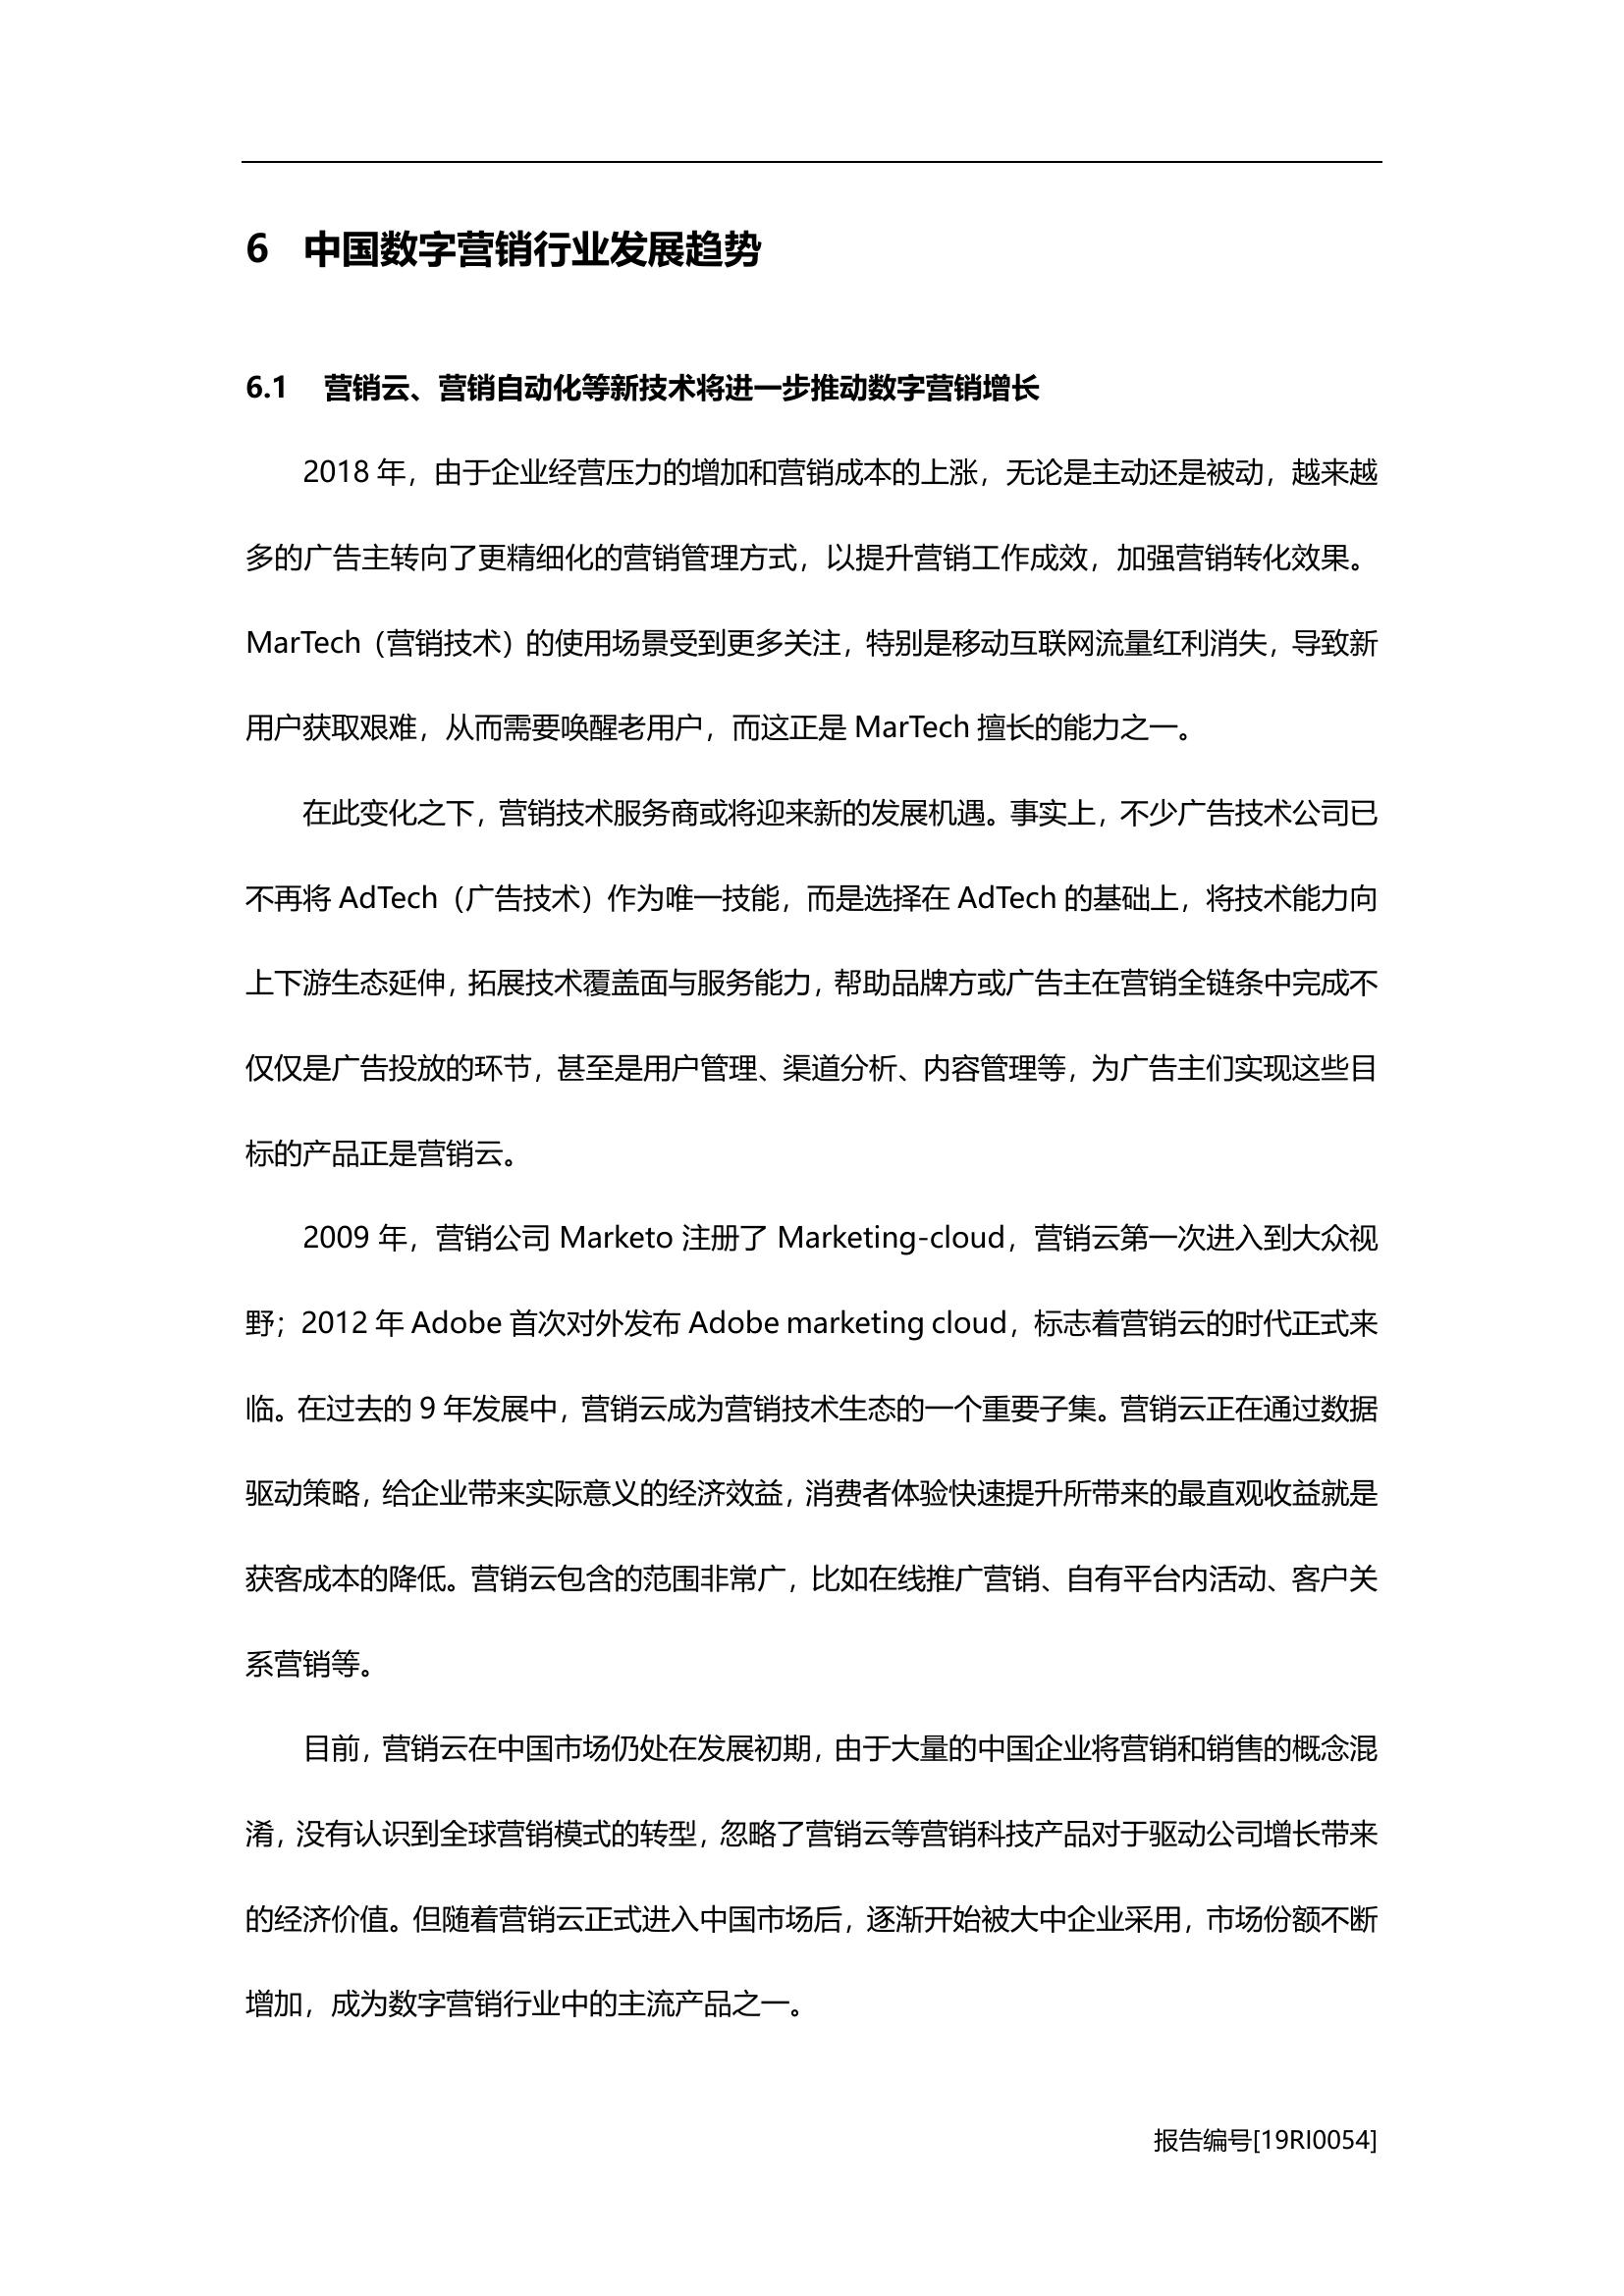 6 中国数字营销行业发展趋势
6.1 营销云、营销自动化等新技术将进一步推动数字营销增长
2018 年，由于企业经营压力的增加和营销成本的上涨，无论是主动还是被动，越来越
多的广告主转向了更精细化的营销管理方式，以提升营销工作成效，加强营销转化效果。
MarTech（营销技术）的使用场景受到更多关注，特别是移动互联网流量红利消失，导致新
用户获取艰难，从而需要唤醒老用户，而这正是 MarTech 擅长的能力之一。
在此变化之下，营销技术服务商或将迎来新的发展机遇。事实上，不少广告技术公司已
不再将 AdTech（广告技术）作为唯一技能，而是选择在 AdTech 的基础上，将技术能力向
上下游生态延伸，拓展技术覆盖面与服务能力，帮助品牌方或广告主在营销全链条中完成不
仅仅是广告投放的环节，甚至是用户管理、渠道分析、内容管理等，为广告主们实现这些目
标的产品正是营销云。
2009 年，营销公司 Marketo 注册了 Marketing-cloud，营销云第一次进入到大众视
野；2012 年 Adobe 首次对外发布 Adobe marketing cloud，标志着营销云的时代正式来
临。在过去的 9 年发展中，营销云成为营销技术生态的一个重要子集。营销云正在通过数据
驱动策略，给企业带来实际意义的经济效益，消费者体验快速提升所带来的最直观收益就是
获客成本的降低。营销云包含的范围非常广，比如在线推广营销、自有平台内活动、客户关
系营销等。
目前，营销云在中国市场仍处在发展初期，由于大量的中国企业将营销和销售的概念混
淆，没有认识到全球营销模式的转型，忽略了营销云等营销科技产品对于驱动公司增长带来
的经济价值。但随着营销云正式进入中国市场后，逐渐开始被大中企业采用，市场份额不断
增加，成为数字营销行业中的主流产品之一。
报告编号[19RI0054]